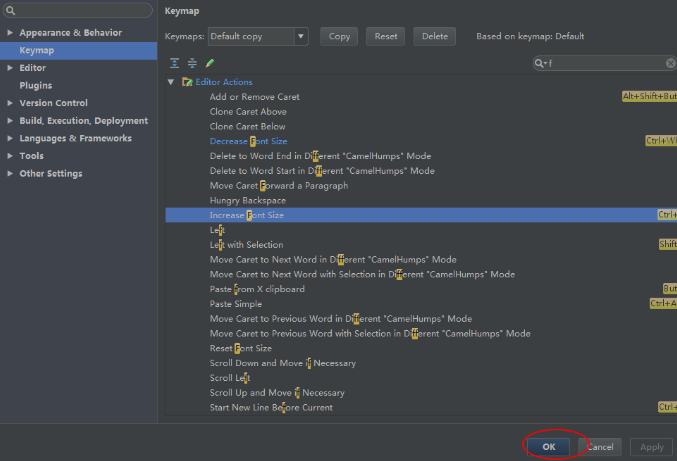 Keymap
Appearance & Behavior
Keymap
Editor
Plugins
Version Control
Build, Execution, Deployment
Languages & Frameworks
Tools
Other Settings
Keymaps: Default copy Copy Reset Delete Based on keymap: Default
f
Editor Actions
Add or Remove Caret Alt+Shift+But
Clone Caret Above
Clone Caret Below
Decrease Font Size Ctrl+Wi
Delete to Word End in Different "CamelHumps" Mode
Delete to Word Start in Different "CamelHumps" Mode
Move Caret Forward a Paragraph
Hungry Backspace
Increase Font Size Ctrl+
Left
Left with Selection Shift
Move Caret to Next Word in Different "CamelHumps" Mode
Move Caret to Next Word with Selection in Different "CamelHumps" Mode
Paste from X clipboard But
Paste Simple Ctrl+A
Move Caret to Previous Word in Different "CamelHumps" Mode
Move Caret to Previous Word with Selection in Different "CamelHumps" Mode
Reset Font Size
Scroll Down and Move if Necessary
Scroll Left
Scroll Up and Move if Necessary
Start New Line Before Current Ctrl+
OK Cancel Apply